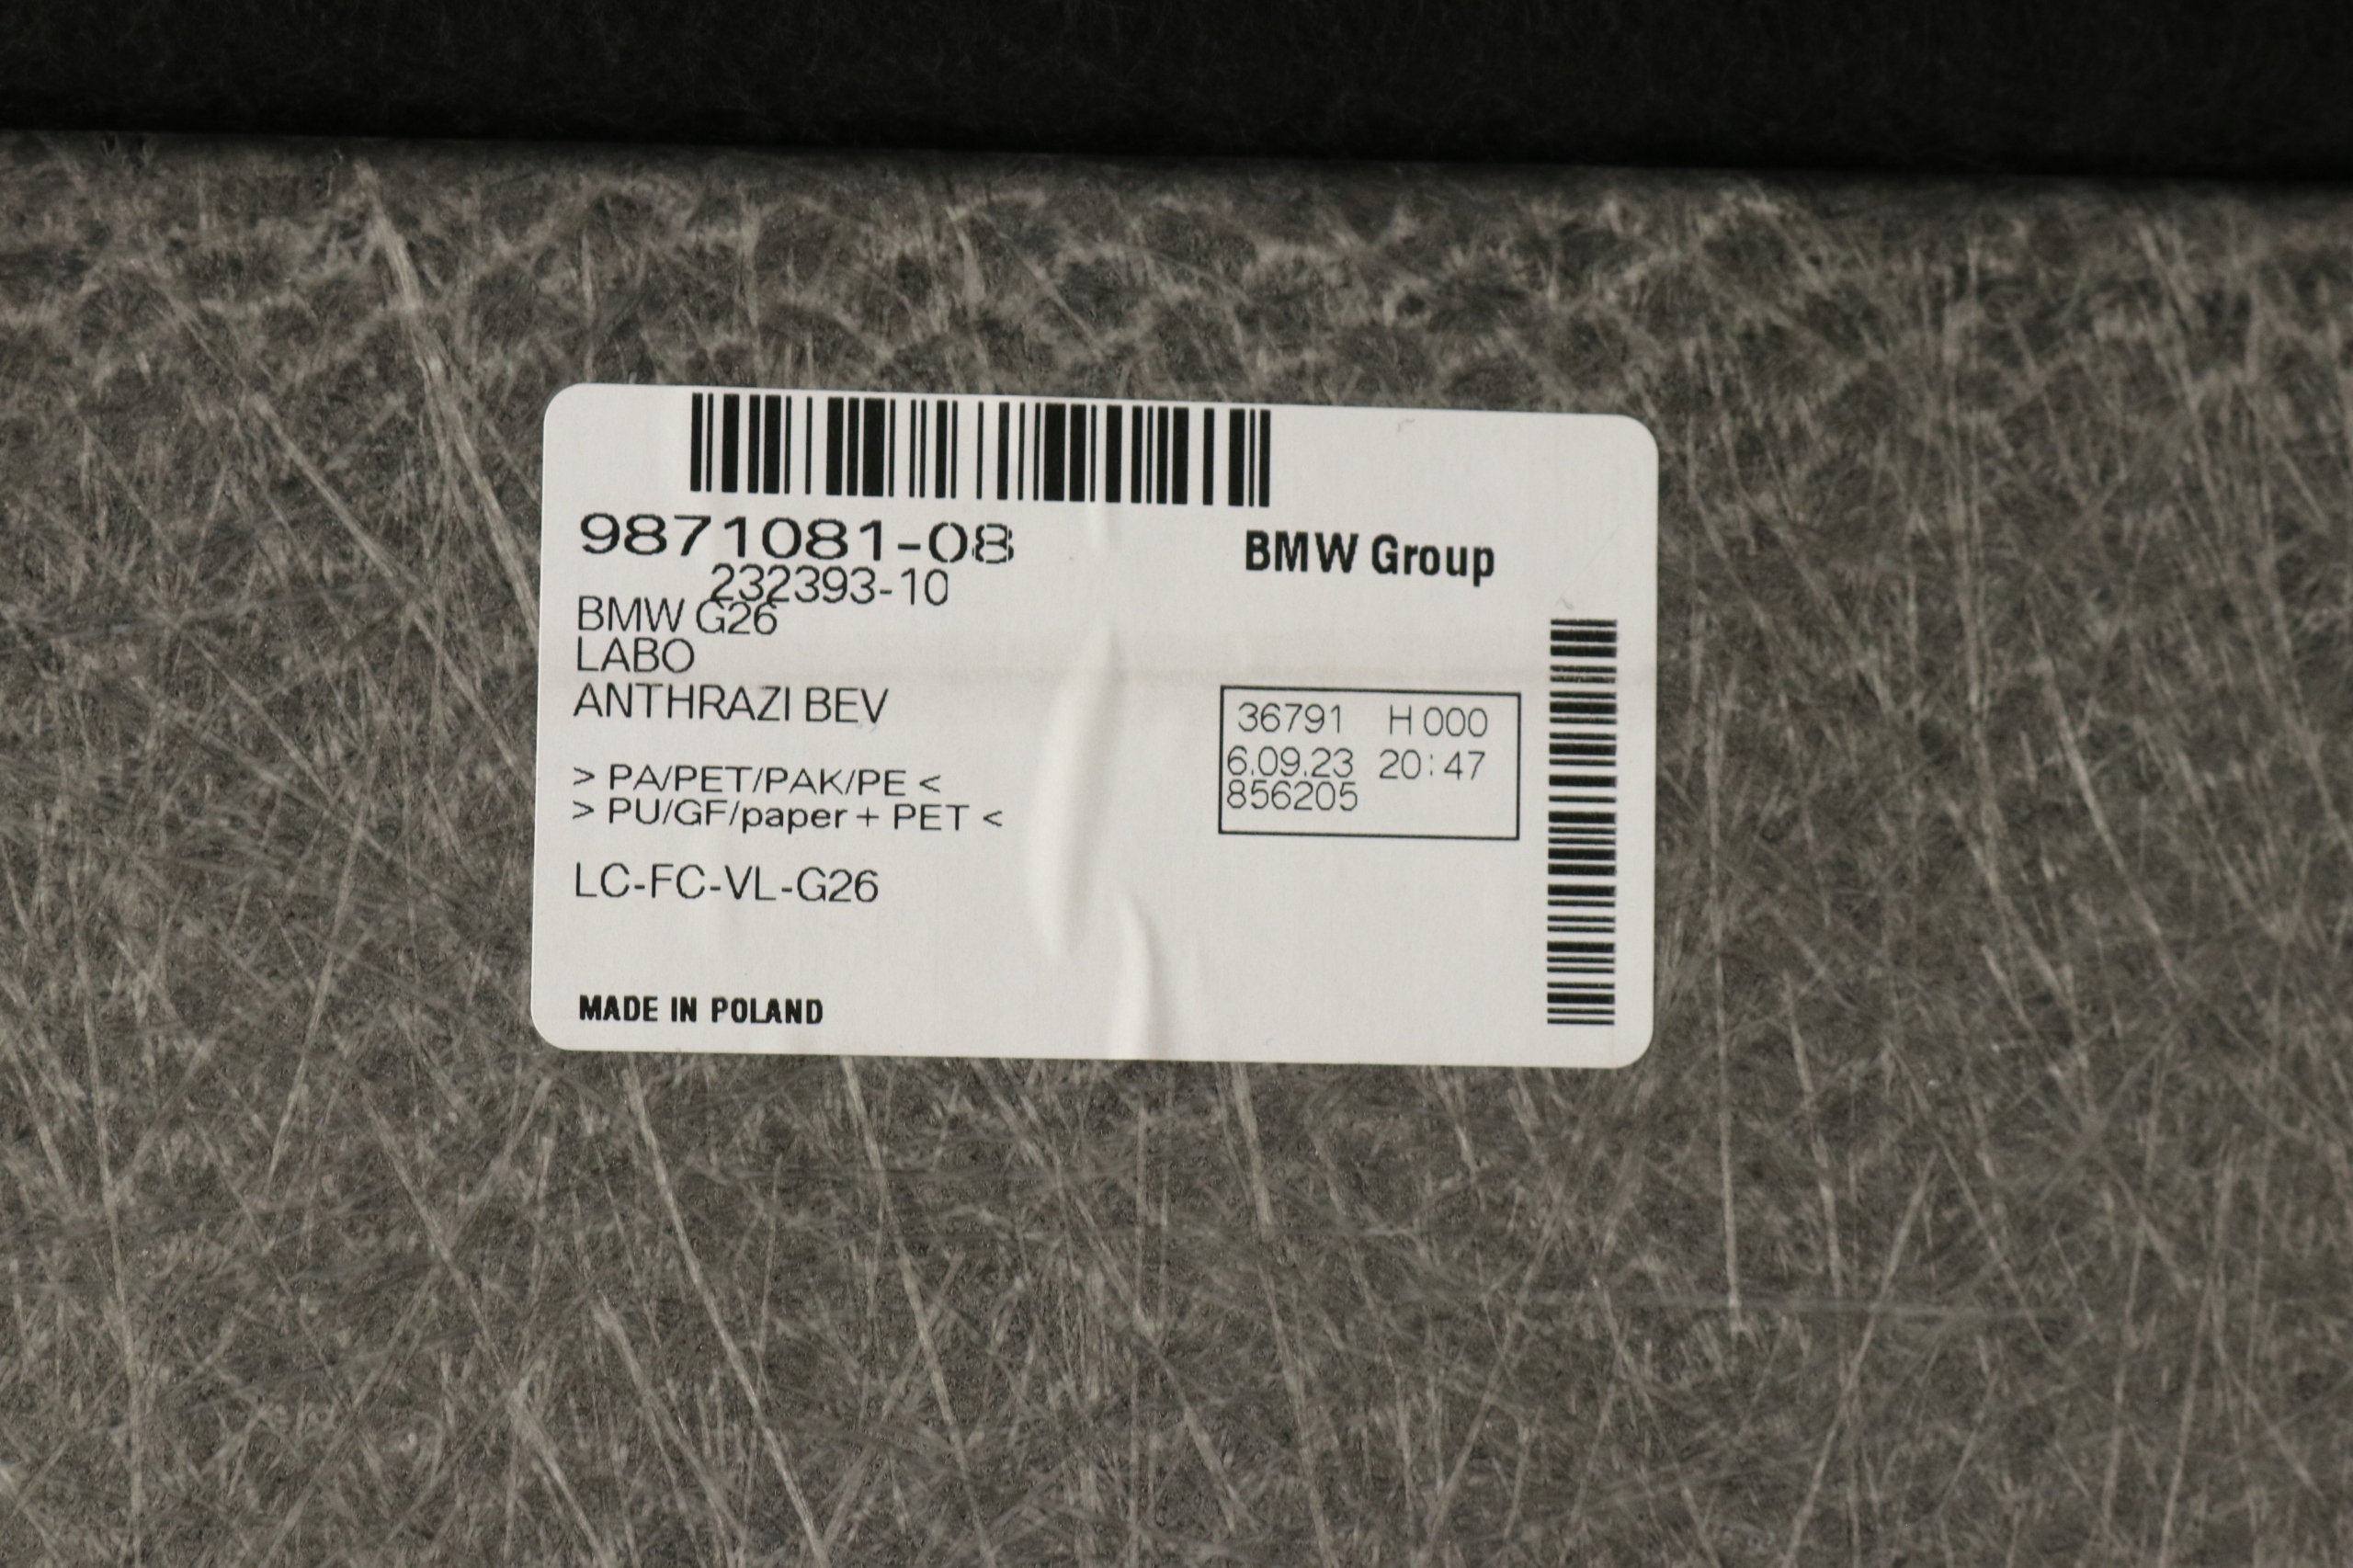 9871081-08
BMW Group
232393-10
BMW G26
LABO
ANTHRAZI BEV
36791 H 000
6.09.23 20:47
856205
> PA/PET/PAK/PE <
> PU/GF/paper + PET <
LC-FC-VL-G26
MADE IN POLAND